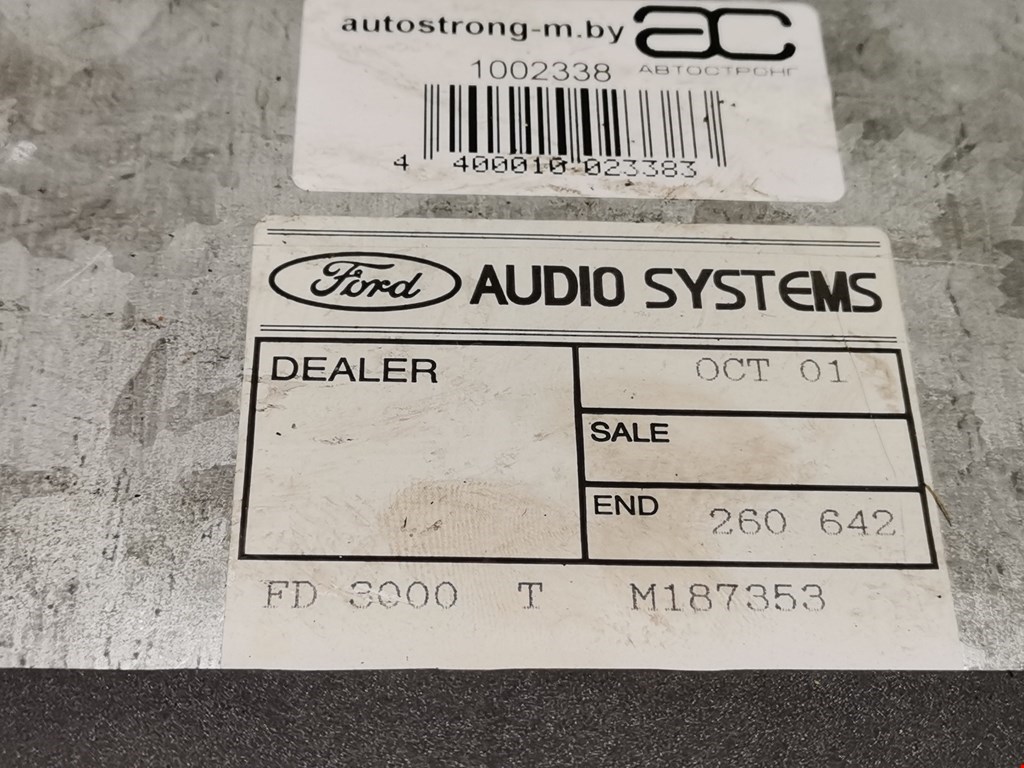 autostrong-m.by
AC
1002338 АВТОСТРОНГ
4 400010 023383
Ford AUDIO SYSTEMS
DEALER
OCT 01
SALE
END 260 642
FD 3000 T M187353